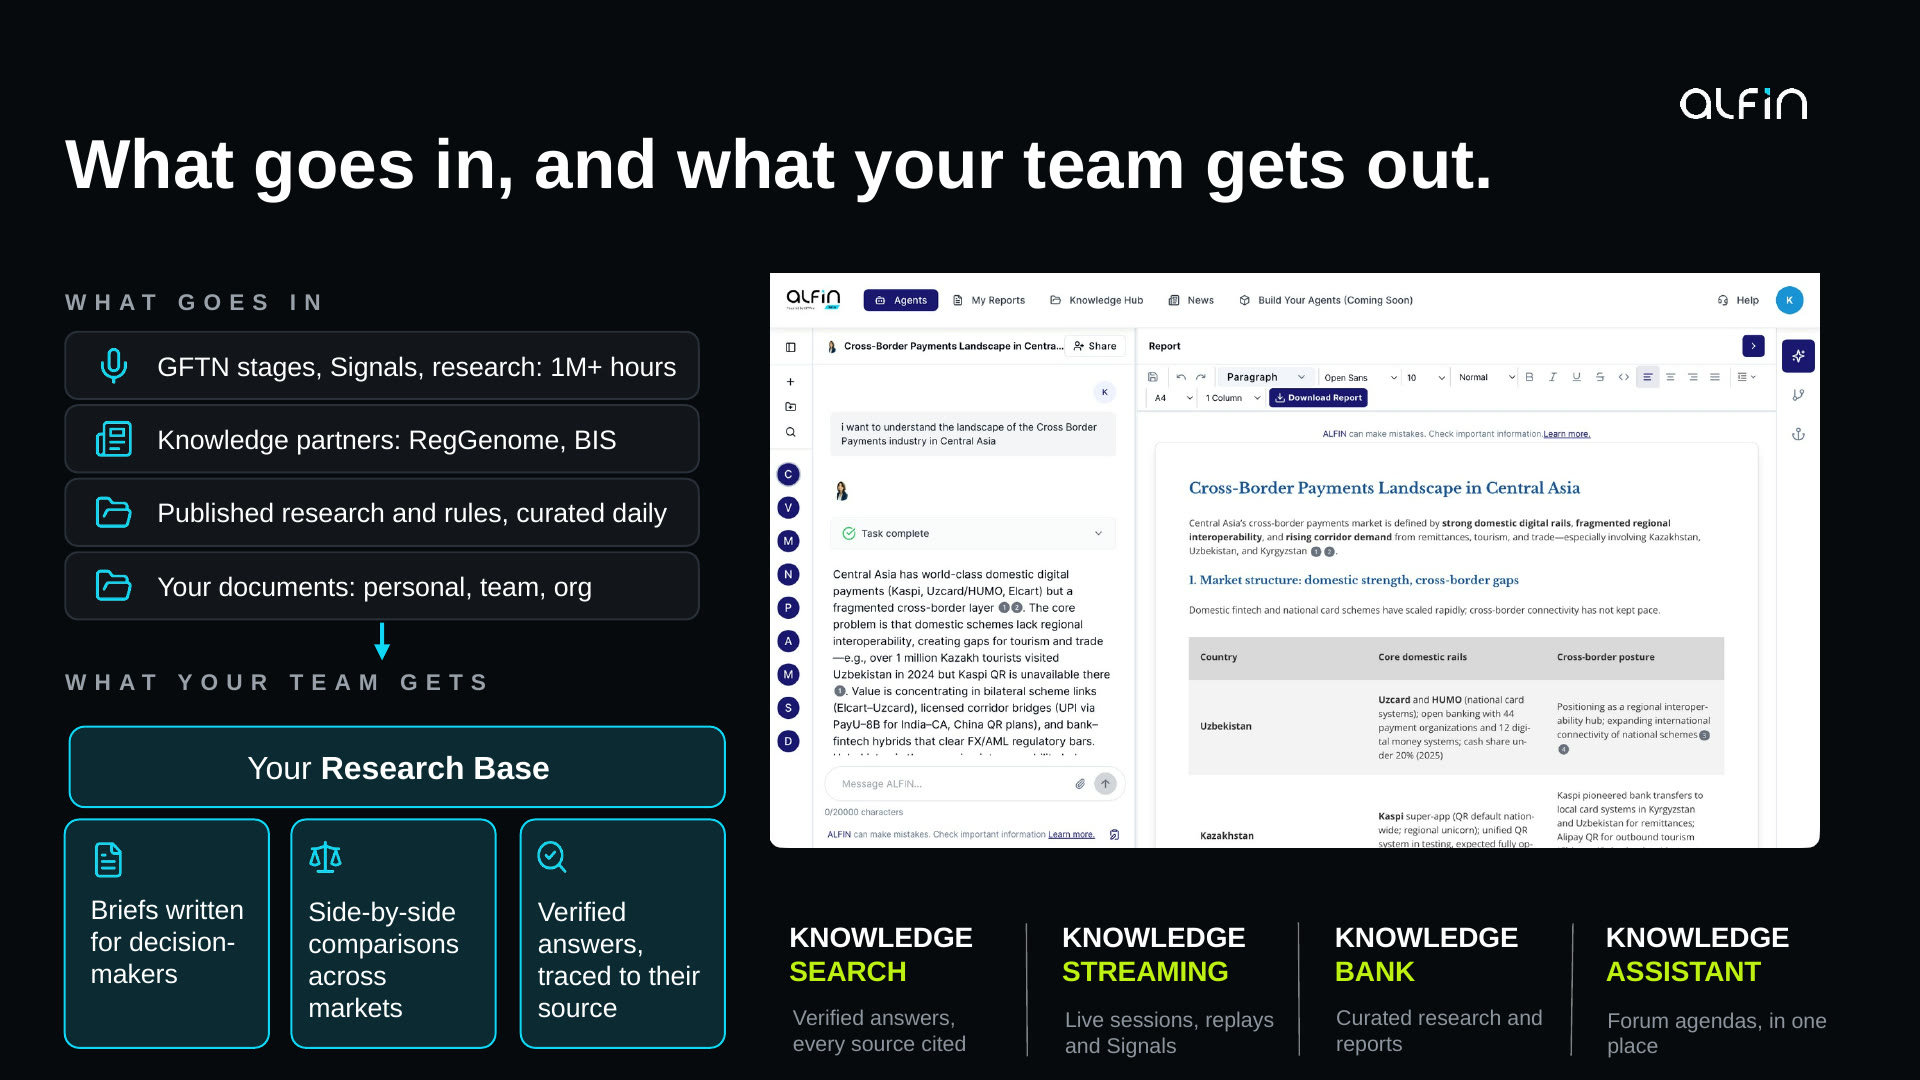 alfin
What goes in, and what your team gets out.
WHAT GOES IN
GFTN stages, Signals, research: 1M+ hours
Knowledge partners: RegGenome, BIS
Published research and rules, curated daily
Your documents: personal, team, org
WHAT YOUR TEAM GETS
Your Research Base
Briefs written
for decision-
makers
Side-by-side
comparisons
across
markets
Verified
answers,
traced to their
source
alfin
Agents
My Reports
Knowledge Hub
News
Build Your Agents (Coming Soon)
Help
K
Cross-Border Payments Landscape in Centra...
Share
C
V
M
N
P
A
M
S
D
K
i want to understand the landscape of the Cross Border
Payments industry in Central Asia
Task complete
Central Asia has world-class domestic digital
payments (Kaspi, Uzcard/HUMO, Elcart) but a
fragmented cross-border layer 1 2. The core
problem is that domestic schemes lack regional
interoperability, creating gaps for tourism and trade
—e.g., over 1 million Kazakh tourists visited
Uzbekistan in 2024 but Kaspi QR is unavailable there
1. Value is concentrating in bilateral scheme links
(Elcart–Uzcard), licensed corridor bridges (UPI via
PayU–8B for India–CA, China QR plans), and bank–
fintech hybrids that clear FX/AML regulatory bars.
Message ALFIN...
0/20000 characters
ALFIN can make mistakes. Check important information Learn more.
Report
Paragraph
Open Sans
10
Normal
B
I
U
S
A4
1 Column
Download Report
ALFIN can make mistakes. Check important information.Learn more.
Cross-Border Payments Landscape in Central Asia
Central Asia's cross-border payments market is defined by strong domestic digital rails, fragmented regional
interoperability, and rising corridor demand from remittances, tourism, and trade—especially involving Kazakhstan,
Uzbekistan, and Kyrgyzstan 1 2.
1. Market structure: domestic strength, cross-border gaps
Domestic fintech and national card schemes have scaled rapidly; cross-border connectivity has not kept pace.
Country
Core domestic rails
Cross-border posture
Uzbekistan
Uzcard and HUMO (national card
systems); open banking with 44
payment organizations and 12 digi-
tal money systems; cash share un-
der 20% (2025)
Positioning as a regional interoper-
ability hub; expanding international
connectivity of national schemes 3
4
Kazakhstan
Kaspi super-app (QR default nation-
wide; regional unicorn); unified QR
system in testing, expected fully op-
Kaspi pioneered bank transfers to
local card systems in Kyrgyzstan
and Uzbekistan for remittances;
Alipay QR for outbound tourism
KNOWLEDGE
SEARCH
Verified answers,
every source cited
KNOWLEDGE
STREAMING
Live sessions, replays
and Signals
KNOWLEDGE
BANK
Curated research and
reports
KNOWLEDGE
ASSISTANT
Forum agendas, in one
place